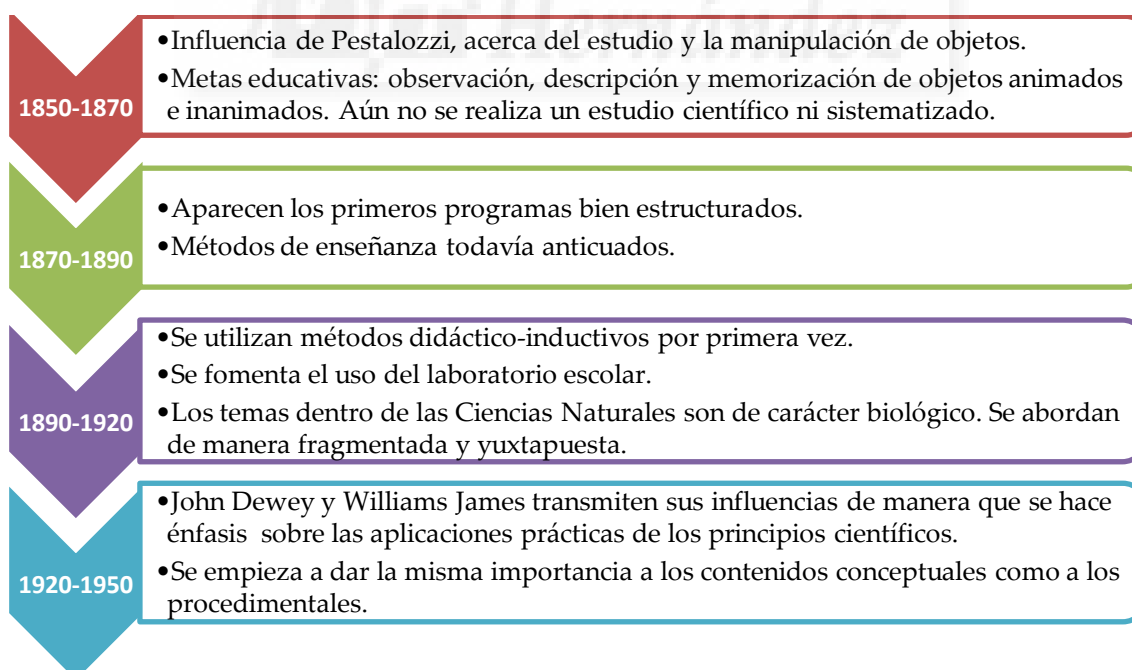 Hernández
•Influencia de Pestalozzi, acerca del estudio y la manipulación de objetos.
•Metas educativas: observación, descripción y memorización de objetos animados
e inanimados. Aún no se realiza un estudio científico ni sistematizado.
1850-1870
•Aparecen los primeros programas bien estructurados.
•Métodos de enseñanza todavía anticuados.
1870-1890
•Se utilizan métodos didáctico-inductivos por primera vez.
•Se fomenta el uso del laboratorio escolar.
•Los temas dentro de las Ciencias Naturales son de carácter biológico. Se abordan
de manera fragmentada y yuxtapuesta.
1890-1920
•John Dewey y Williams James transmiten sus influencias de manera que se hace
énfasis sobre las aplicaciones prácticas de los principios científicos.
•Se empieza a dar la misma importancia a los contenidos conceptuales como a los
procedimentales.
1920-1950